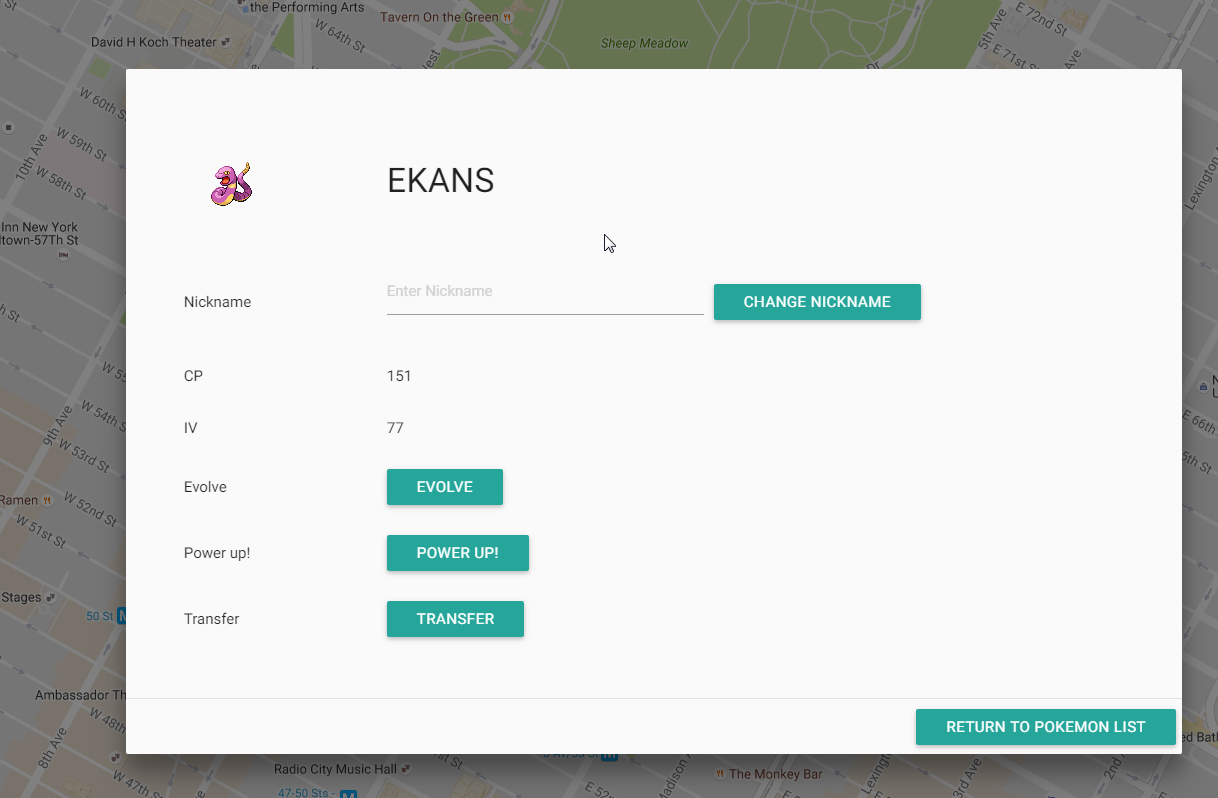 the Performing Arts
Tavern On the Green
E 72nd St
David H Koch Theater
W 64th St
Sheep Meadow
5th Ave
E 71st St
W 60th St
10th Ave
W 59th St
W 58th St
Lexington
EKANS
Inn New York
ltown-57Th St
Nickname
Enter Nickname
CHANGE NICKNAME
CP
151
W 54th St
9th Ave
E 66th
IV
77
W 53rd St
Evolve
EVOLVE
Ramen
W 52nd St
W 51st St
Power up!
POWER UP!
Stages
50 St
Transfer
TRANSFER
Ambassador Th
W 48th St
8th Ave
RETURN TO POKEMON LIST
Radio City Music Hall
W 47th St
47-50 Sts -
Madison A
The Monkey Bar
3rd Ave
2nd
ed Bath